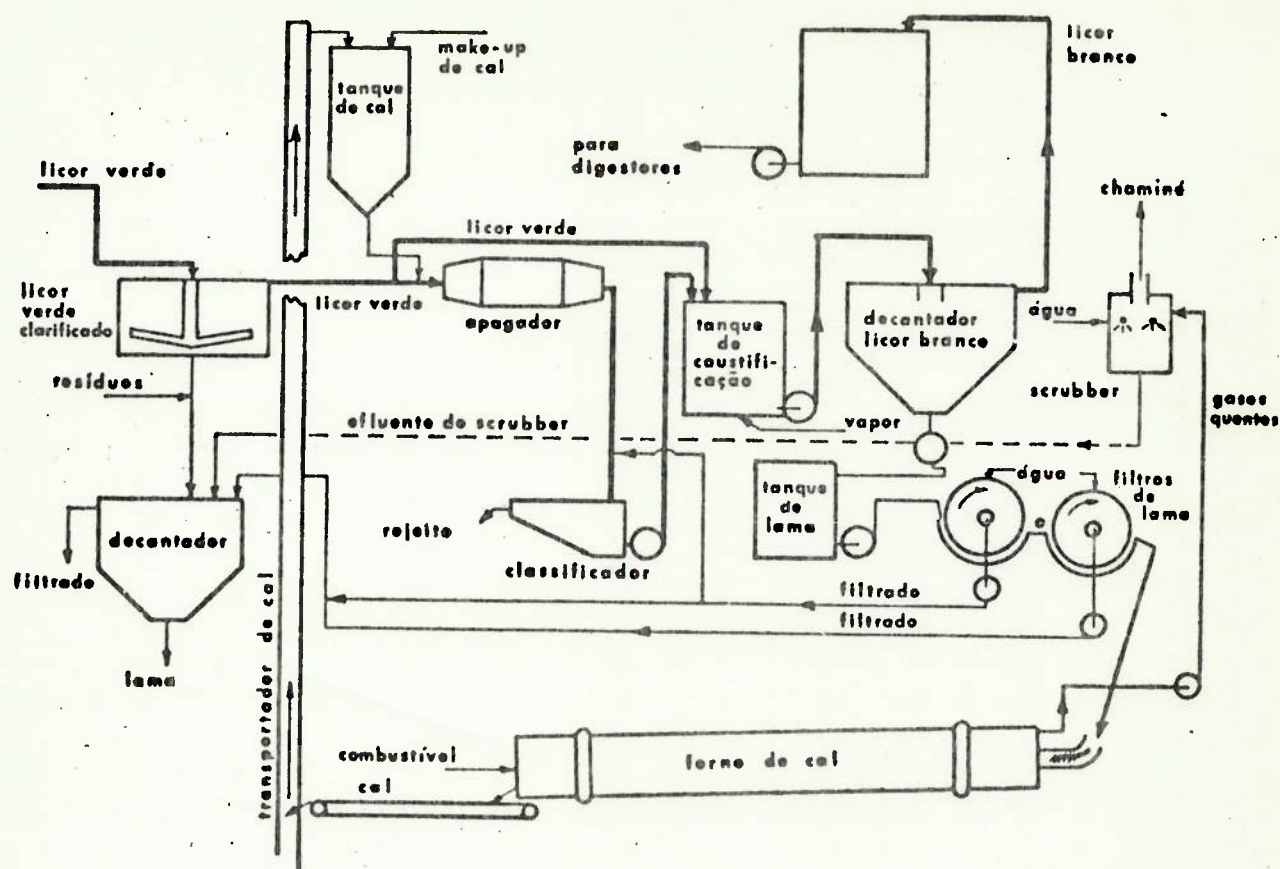 licor
branco
make-up
de cal
tanque
de cal
para
digestores
licor verde
chaminé
licor verde
licor
verde
clarificado
licor verde
apagador
tanque
de
caustifi-
cação
decantador
licor branco
água
scrubber
gases
quentes
resíduos
efluente do scrubber
vapor
água
filtros
de
lama
tanque
de
lama
rejeito
classificador
decantador
filtrado
filtrado
filtrado
lama
transportador de cal
combustível
cal
forno de cal